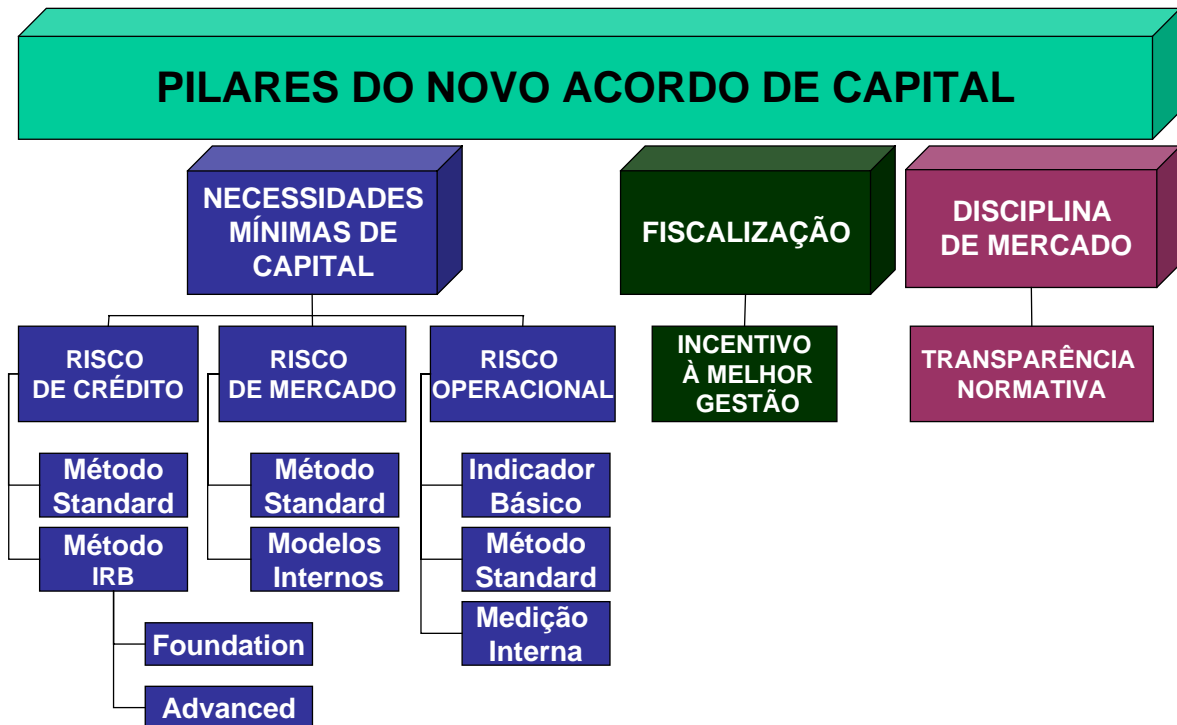 PILARES DO NOVO ACORDO DE CAPITAL
NECESSIDADES
MÍNIMAS DE
CAPITAL
FISCALIZAÇÃO
DISCIPLINA
DE MERCADO
RISCO
DE CRÉDITO
RISCO
DE MERCADO
RISCO
OPERACIONAL
INCENTIVO
À MELHOR
GESTÃO
TRANSPARÊNCIA
NORMATIVA
Método
Standard
Método
Standard
Indicador
Básico
Método
IRB
Modelos
Internos
Método
Standard
Medição
Interna
Foundation
Advanced